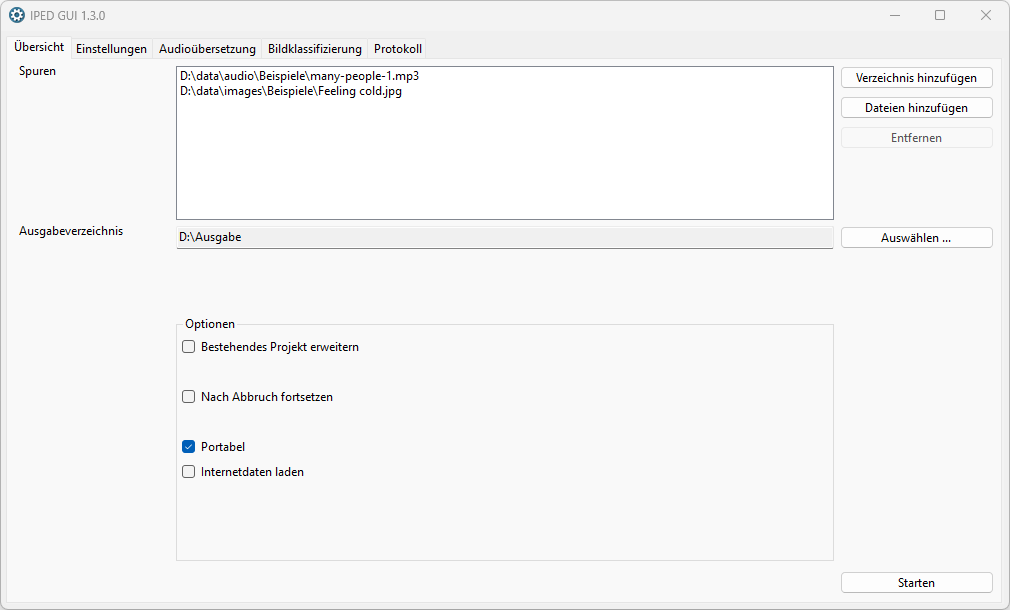 IPED GUI 1.3.0
Übersicht Einstellungen Audioübersetzung Bildklassifizierung Protokoll
Spuren
D:\data\audio\Beispiele\many-people-1.mp3
D:\data\images\Beispiele\Feeling cold.jpg
Verzeichnis hinzufügen
Dateien hinzufügen
Entfernen
Ausgabeverzeichnis
D:\Ausgabe
Auswählen ...
Optionen
Bestehendes Projekt erweitern
Nach Abbruch fortsetzen
Portabel
Internetdaten laden
Starten